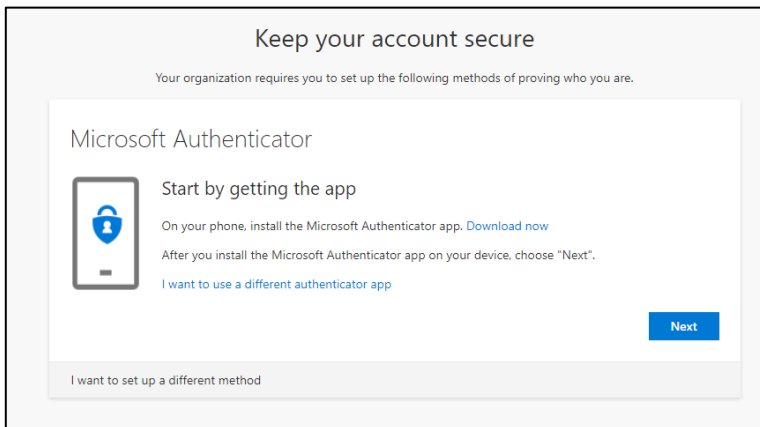 Keep your account secure
Your organization requires you to set up the following methods of proving who you are.
Microsoft Authenticator
Start by getting the app
On your phone, install the Microsoft Authenticator app. Download now
After you install the Microsoft Authenticator app on your device, choose "Next".
I want to use a different authenticator app
Next
I want to set up a different method